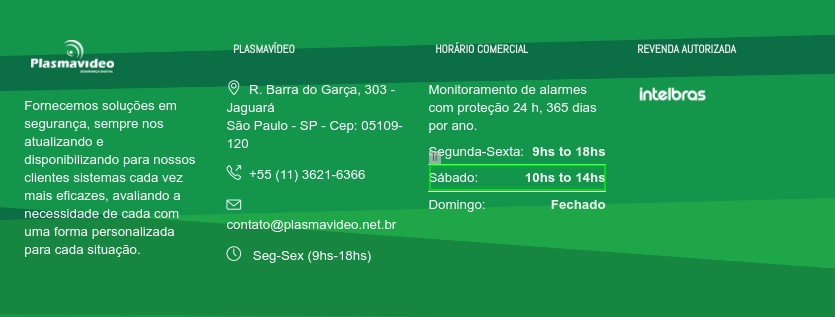 Plasmavideo
SEGURANÇA DIGITAL
Fornecemos soluções em
segurança, sempre nos
atualizando e
disponibilizando para nossos
clientes sistemas cada vez
mais eficazes, avaliando a
necessidade de cada com
uma forma personalizada
para cada situação.
PLASMAVÍDEO
R. Barra do Garça, 303 -
Jaguará
São Paulo - SP - Cep: 05109-
120
+55 (11) 3621-6366
contato@plasmavideo.net.br
Seg-Sex (9hs-18hs)
HORÁRIO COMERCIAL
Monitoramento de alarmes
com proteção 24 h, 365 dias
por ano.
Segunda-Sexta: 9hs to 18hs
tr
Sábado: 10hs to 14hs
Domingo: Fechado
REVENDA AUTORIZADA
intelbras